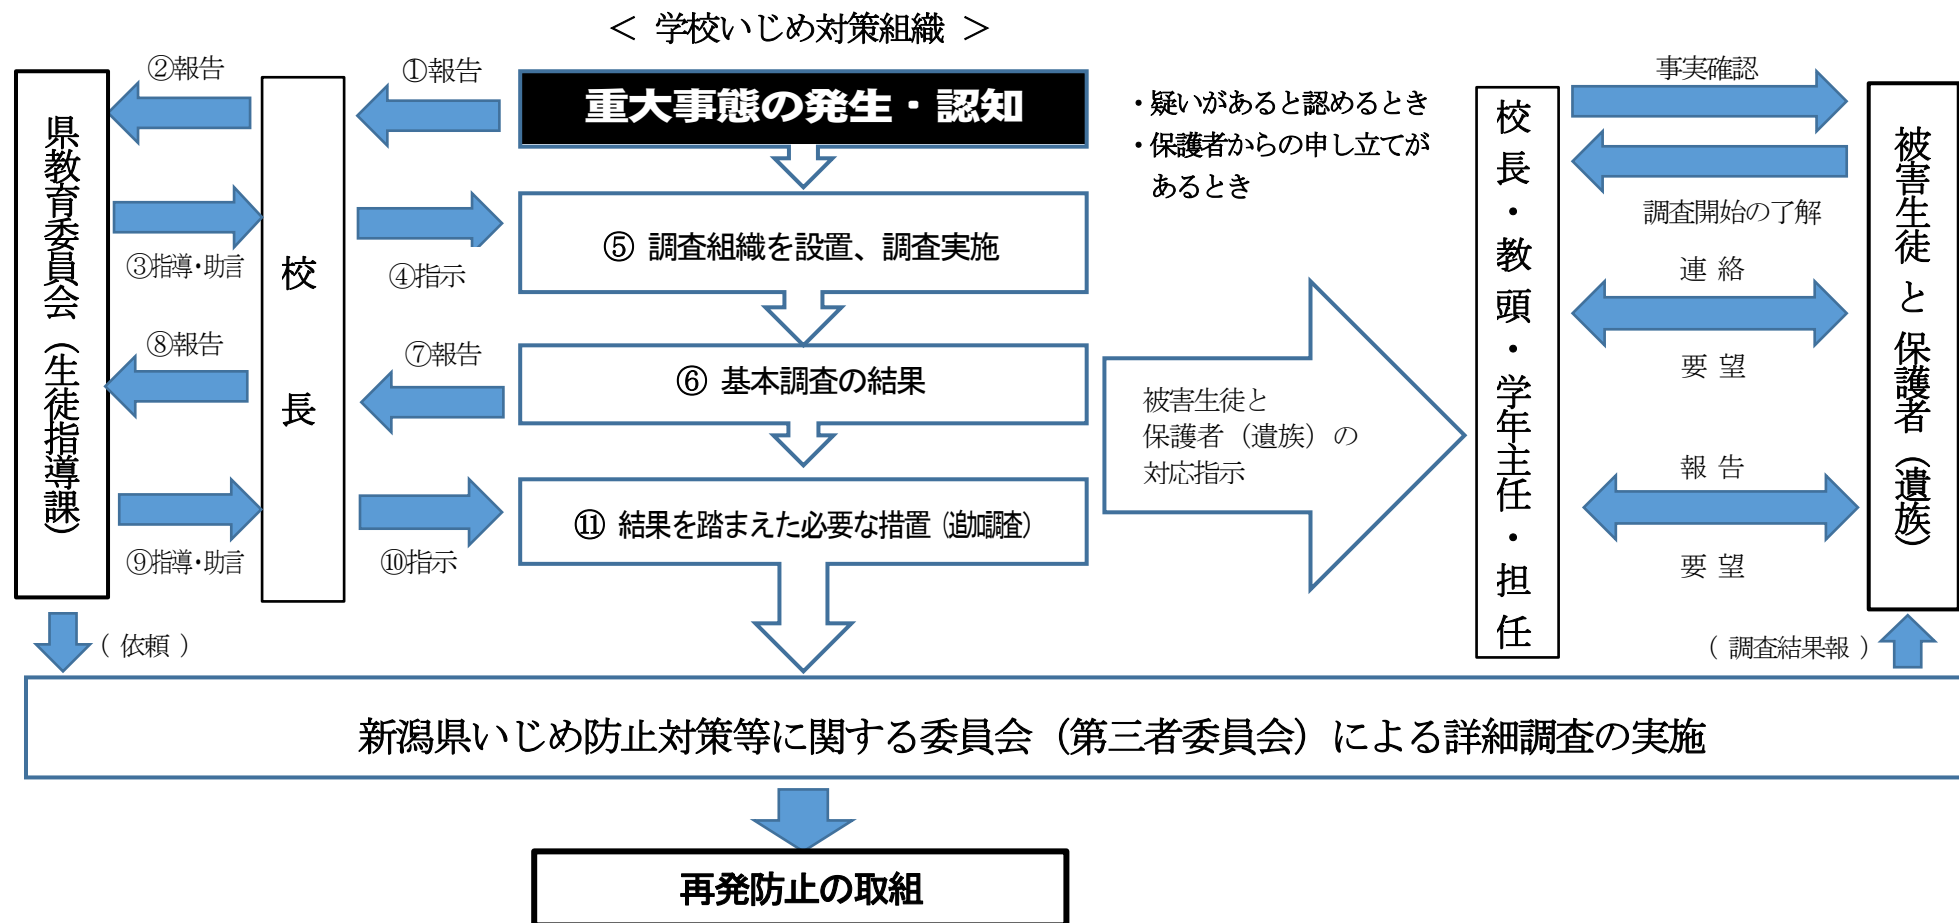 ＜ 学校いじめ対策組織 ＞
②報告
①報告
重大事態の発生・認知
・疑いがあると認めるとき
・保護者からの申し立てが
あるとき
事実確認
県教育委員会（生徒指導課）
校長
③指導・助言
④指示
⑤ 調査組織を設置、調査実施
校長・教頭・学年主任・担任
調査開始の了解
被害生徒と保護者（遺族）
連 絡
要 望
⑧報告
⑦報告
⑥ 基本調査の結果
被害生徒と
保護者（遺族）の
対応指示
報 告
要 望
⑨指導・助言
⑩指示
⑪ 結果を踏まえた必要な措置（追加調査）
（ 依頼 ）
（ 調査結果報 ）
新潟県いじめ防止対策等に関する委員会（第三者委員会）による詳細調査の実施
再発防止の取組